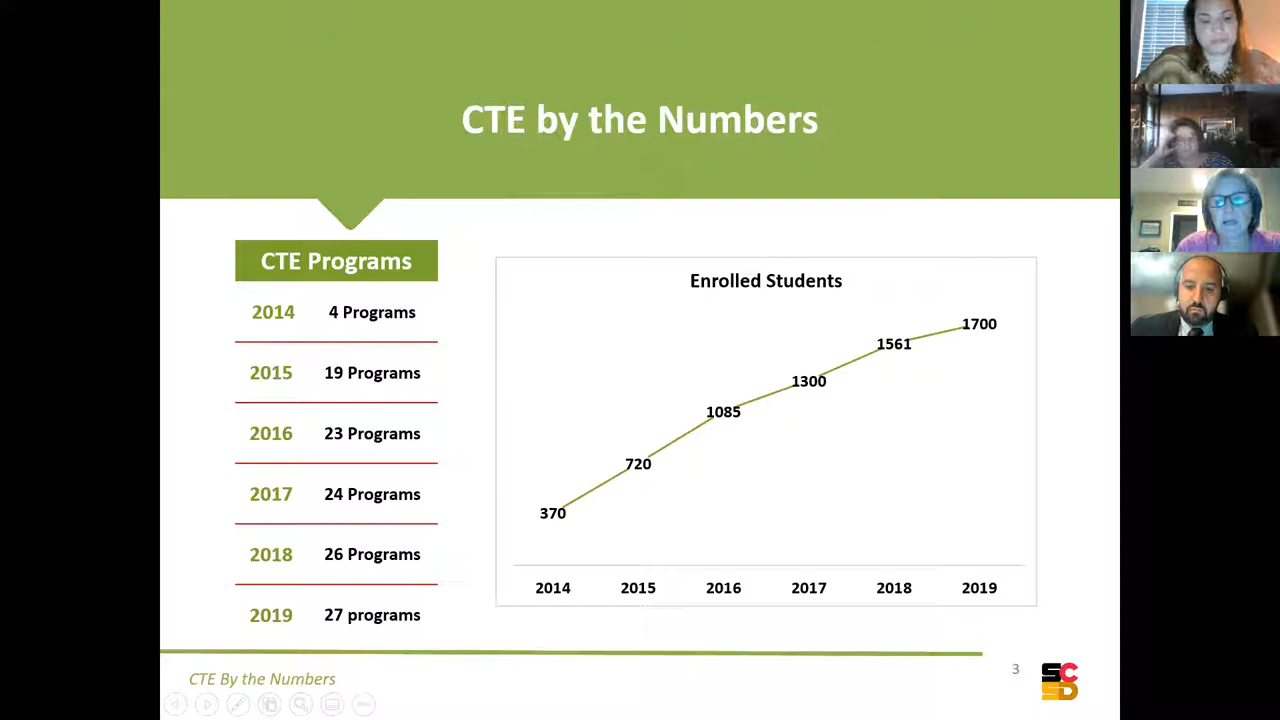 CTE by the Numbers
CTE Programs
2014 4 Programs
2015 19 Programs
2016 23 Programs
2017 24 Programs
2018 26 Programs
2019 27 programs
Enrolled Students
1700
1561
1300
1085
720
370
2014 2015 2016 2017 2018 2019
CTE By the Numbers
3
SC
SD